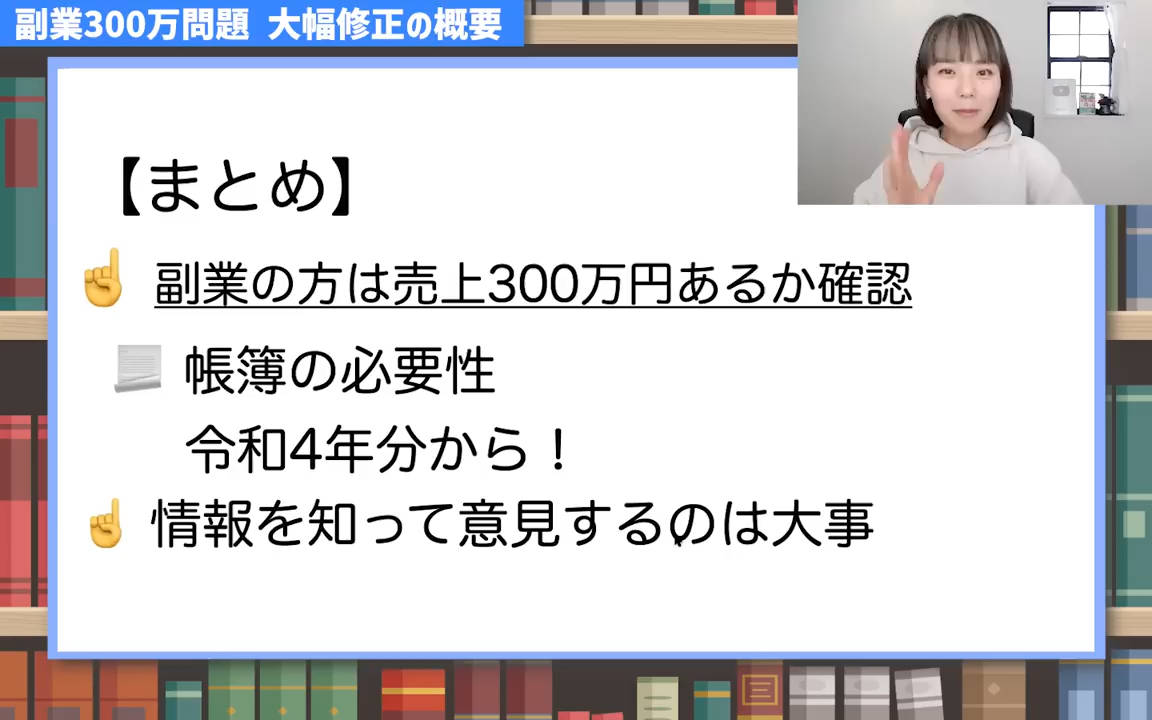 副業300万問題 大幅修正の概要
【まとめ】
☝副業の方は売上300万円あるか確認
📃帳簿の必要性
令和4年分から！
☝情報を知って意見するのは大事